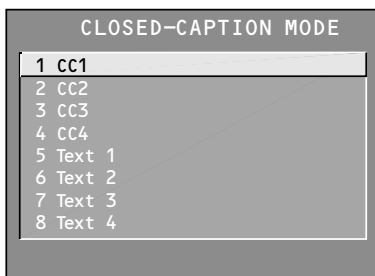 CLOSED-CAPTION MODE
1 CC1
2 CC2
3 CC3
4 CC4
5 Text 1
6 Text 2
7 Text 3
8 Text 4